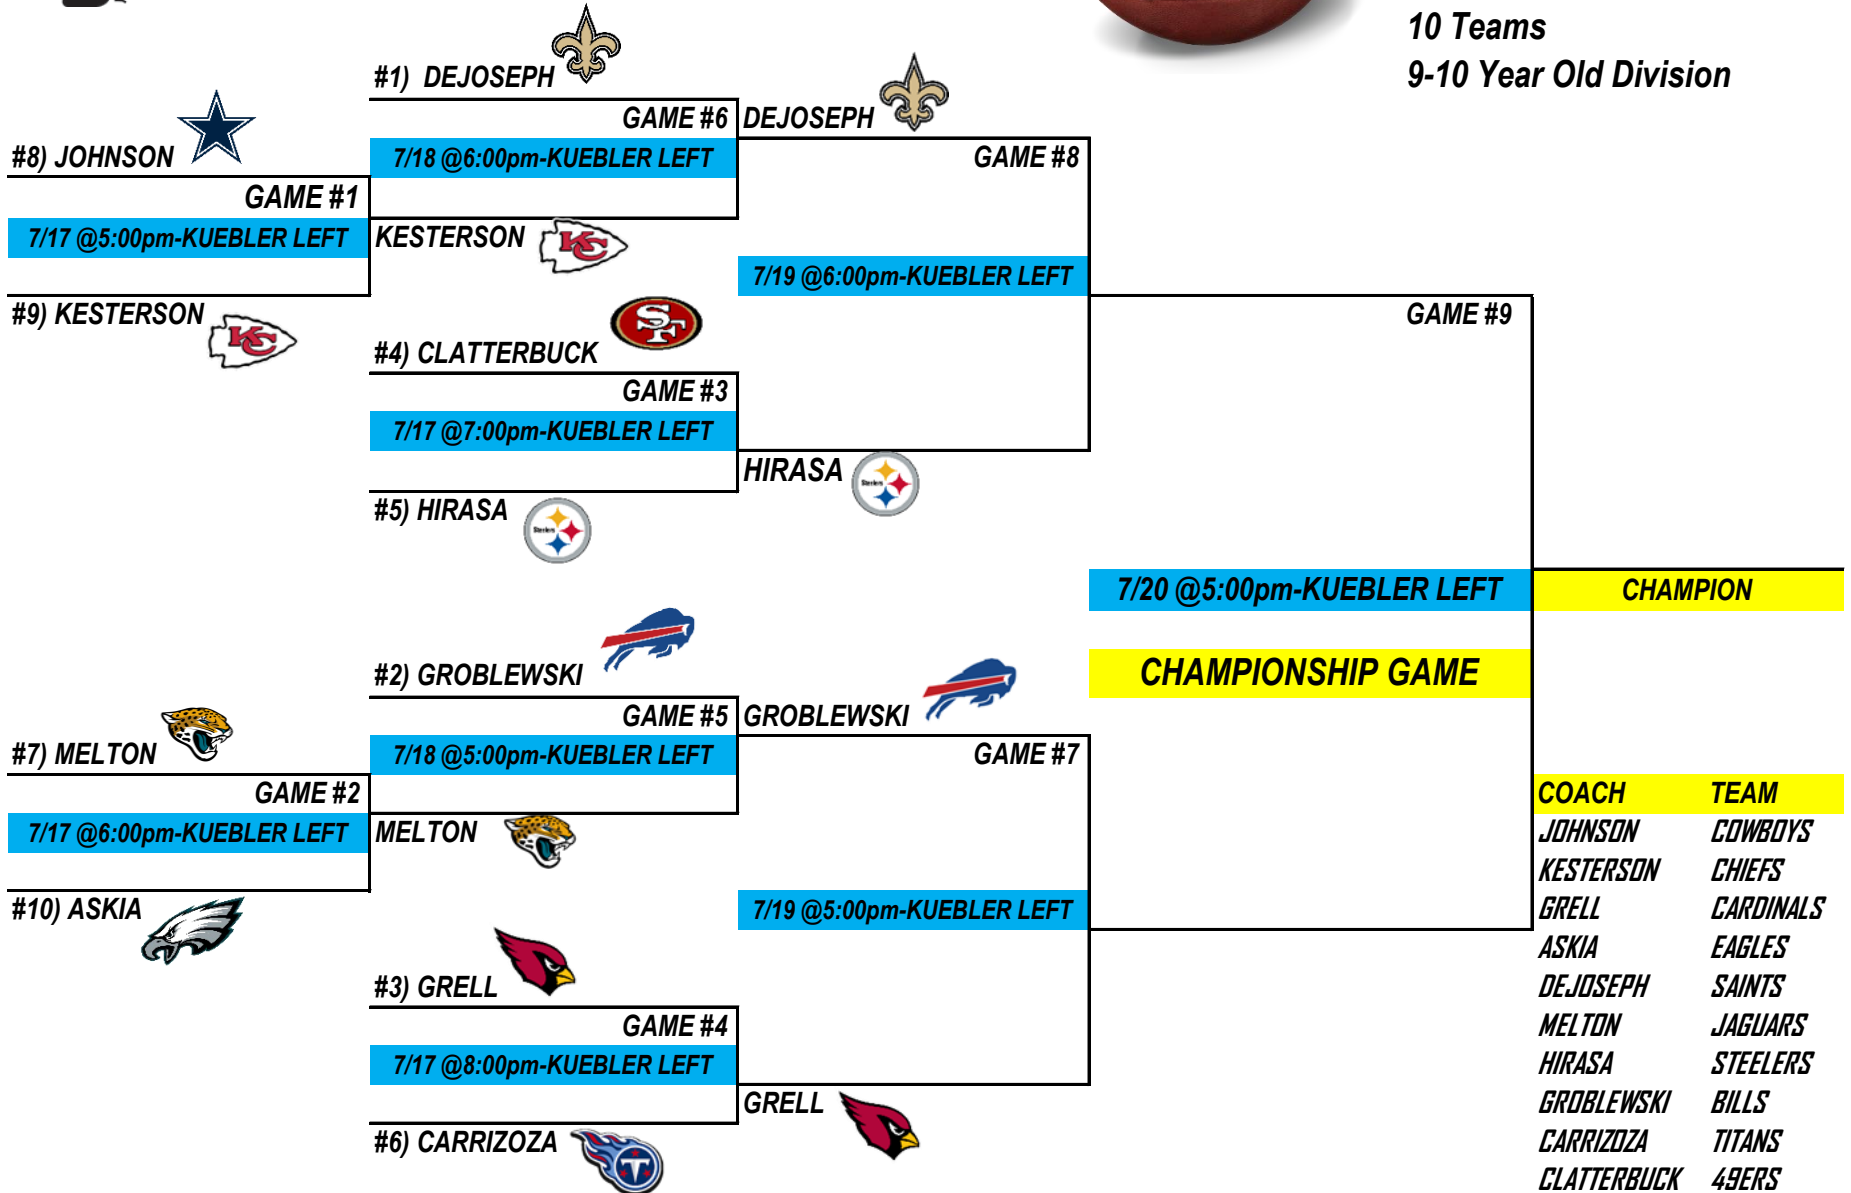 10 Teams
9-10 Year Old Division
#1) DEJOSEPH
GAME #6
DEJOSEPH
#8) JOHNSON
7/18 @6:00pm-KUEBLER LEFT
GAME #8
GAME #1
7/17 @5:00pm-KUEBLER LEFT
KESTERSON
KC
7/19 @6:00pm-KUEBLER LEFT
#9) KESTERSON
KC
SF
GAME #9
#4) CLATTERBUCK
GAME #3
7/17 @7:00pm-KUEBLER LEFT
HIRASA
Steelers
#5) HIRASA
Steelers
7/20 @5:00pm-KUEBLER LEFT
CHAMPION
CHAMPIONSHIP GAME
#2) GROBLEWSKI
GAME #5
GROBLEWSKI
#7) MELTON
7/18 @5:00pm-KUEBLER LEFT
GAME #7
GAME #2
7/17 @6:00pm-KUEBLER LEFT
MELTON
#10) ASKIA
7/19 @5:00pm-KUEBLER LEFT
#3) GRELL
GAME #4
7/17 @8:00pm-KUEBLER LEFT
GRELL
#6) CARRIZOZA
T
COACH TEAM
JOHNSON COWBOYS
KESTERSON CHIEFS
GRELL CARDINALS
ASKIA EAGLES
DEJOSEPH SAINTS
MELTON JAGUARS
HIRASA STEELERS
GROBLEWSKI BILLS
CARRIZOZA TITANS
CLATTERBUCK 49ERS